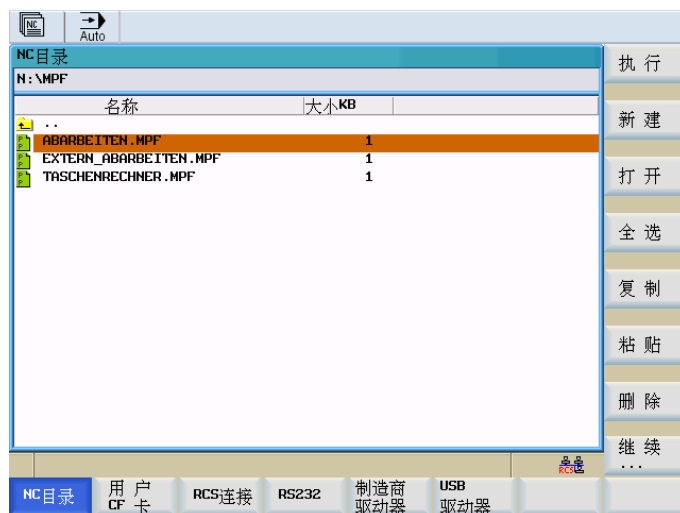 NC
Auto
NC目录
N:\MPF
名称 大小KB
..
ABARBEITEN.MPF 1
EXTERN_ABARBEITEN.MPF 1
TASCHENRECHNER.MPF 1
执行
新建
打开
全选
复制
粘贴
删除
继续
...
RCS
NC目录
用户
CF卡
RCS连接
RS232
制造商
驱动器
USB
驱动器